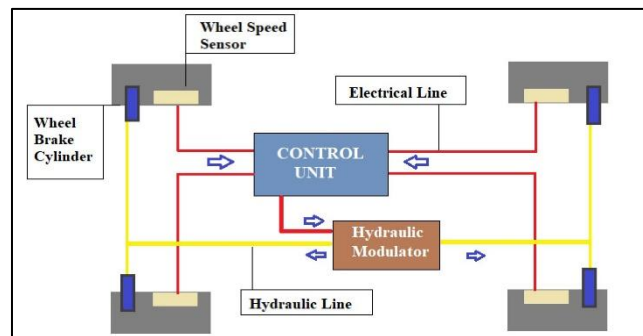 Wheel Speed
Sensor
Electrical Line
Wheel
Brake
Cylinder
CONTROL
UNIT
Hydraulic
Modulator
Hydraulic Line